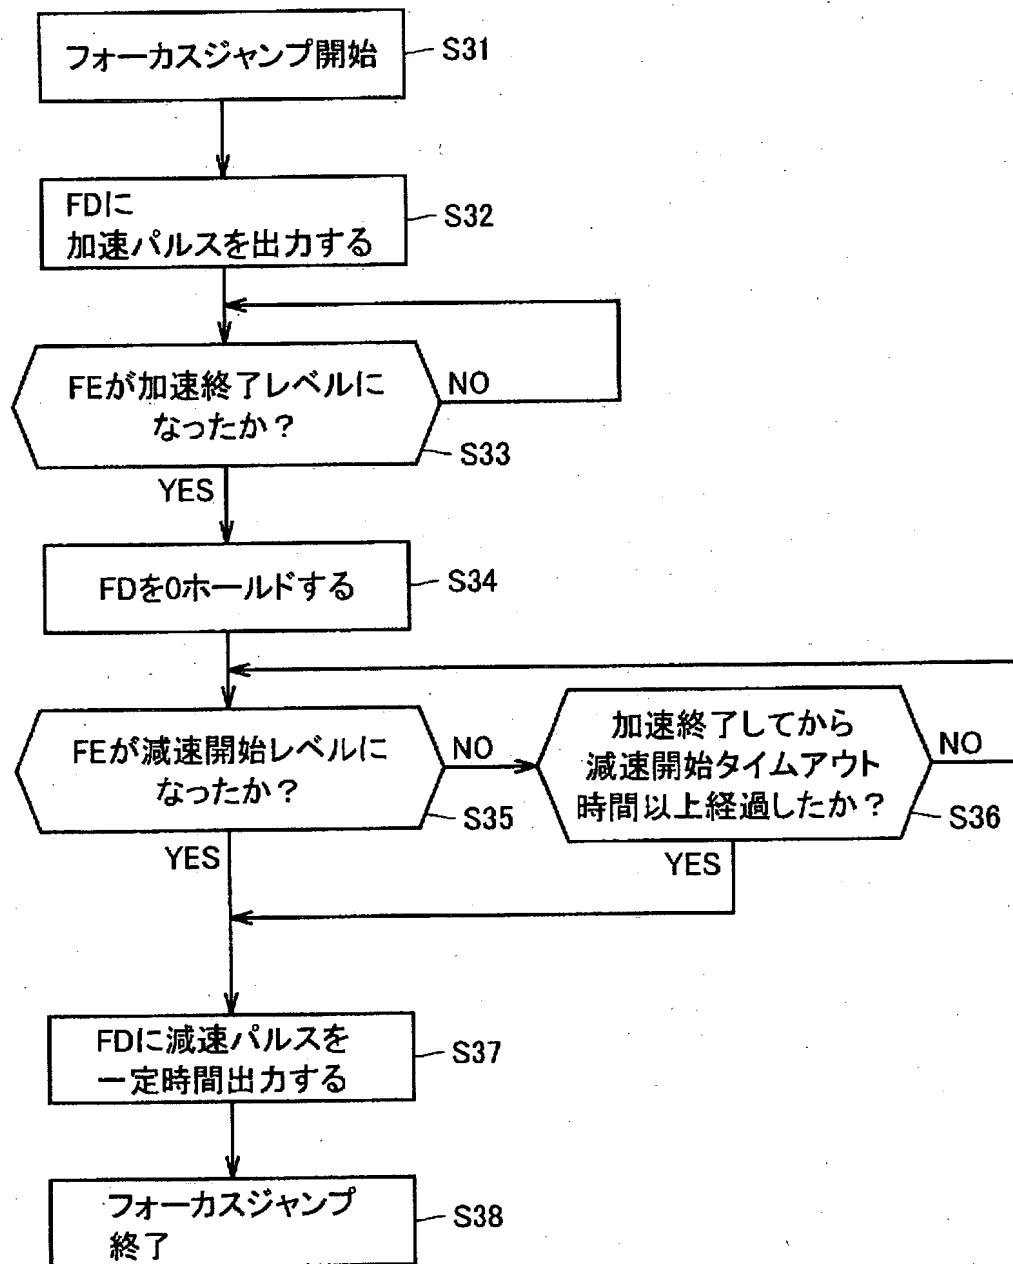 フォーカスジャンプ開始
S31
FDに
加速パルスを出力する
S32
FEが加速終了レベルに
なったか？
NO
S33
YES
FDを0ホールドする
S34
FEが減速開始レベルに
なったか？
NO
S35
YES
加速終了してから
減速開始タイムアウト
時間以上経過したか？
NO
S36
YES
FDに減速パルスを
一定時間出力する
S37
フォーカスジャンプ
終了
S38